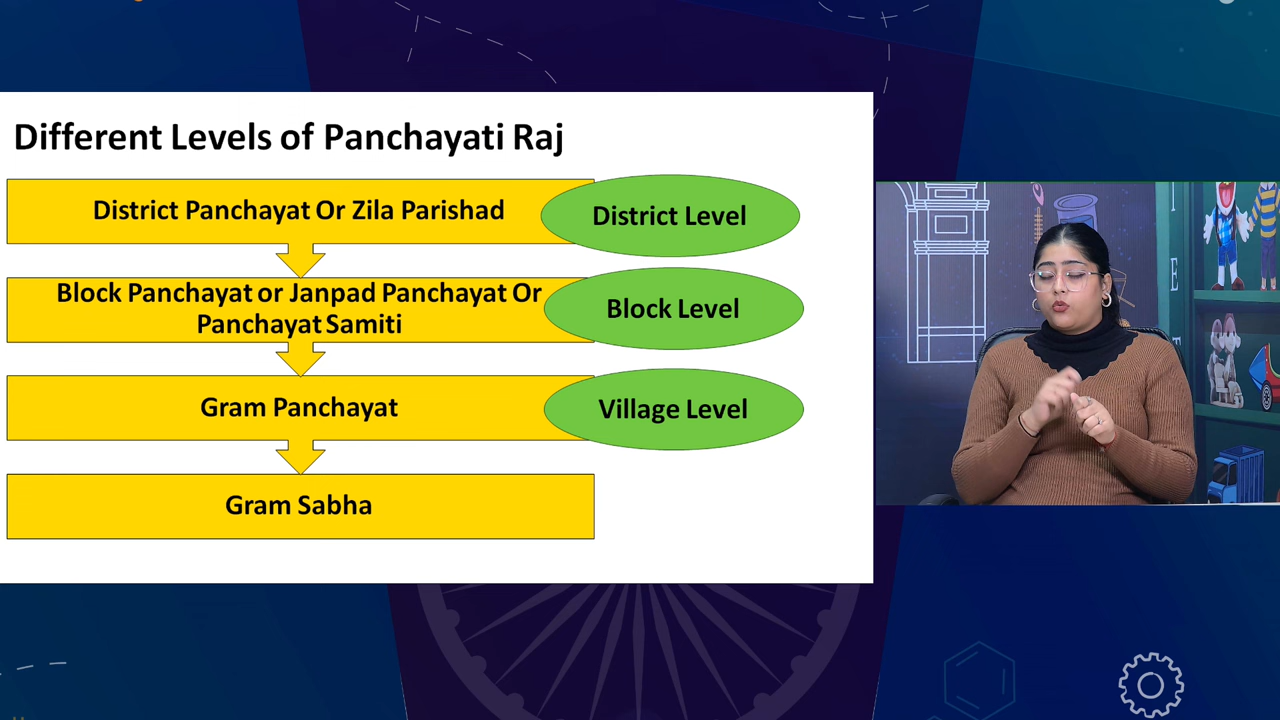 Different Levels of Panchayati Raj
District Panchayat Or Zila Parishad
District Level
Block Panchayat or Janpad Panchayat Or
Panchayat Samiti
Block Level
Gram Panchayat
Village Level
Gram Sabha